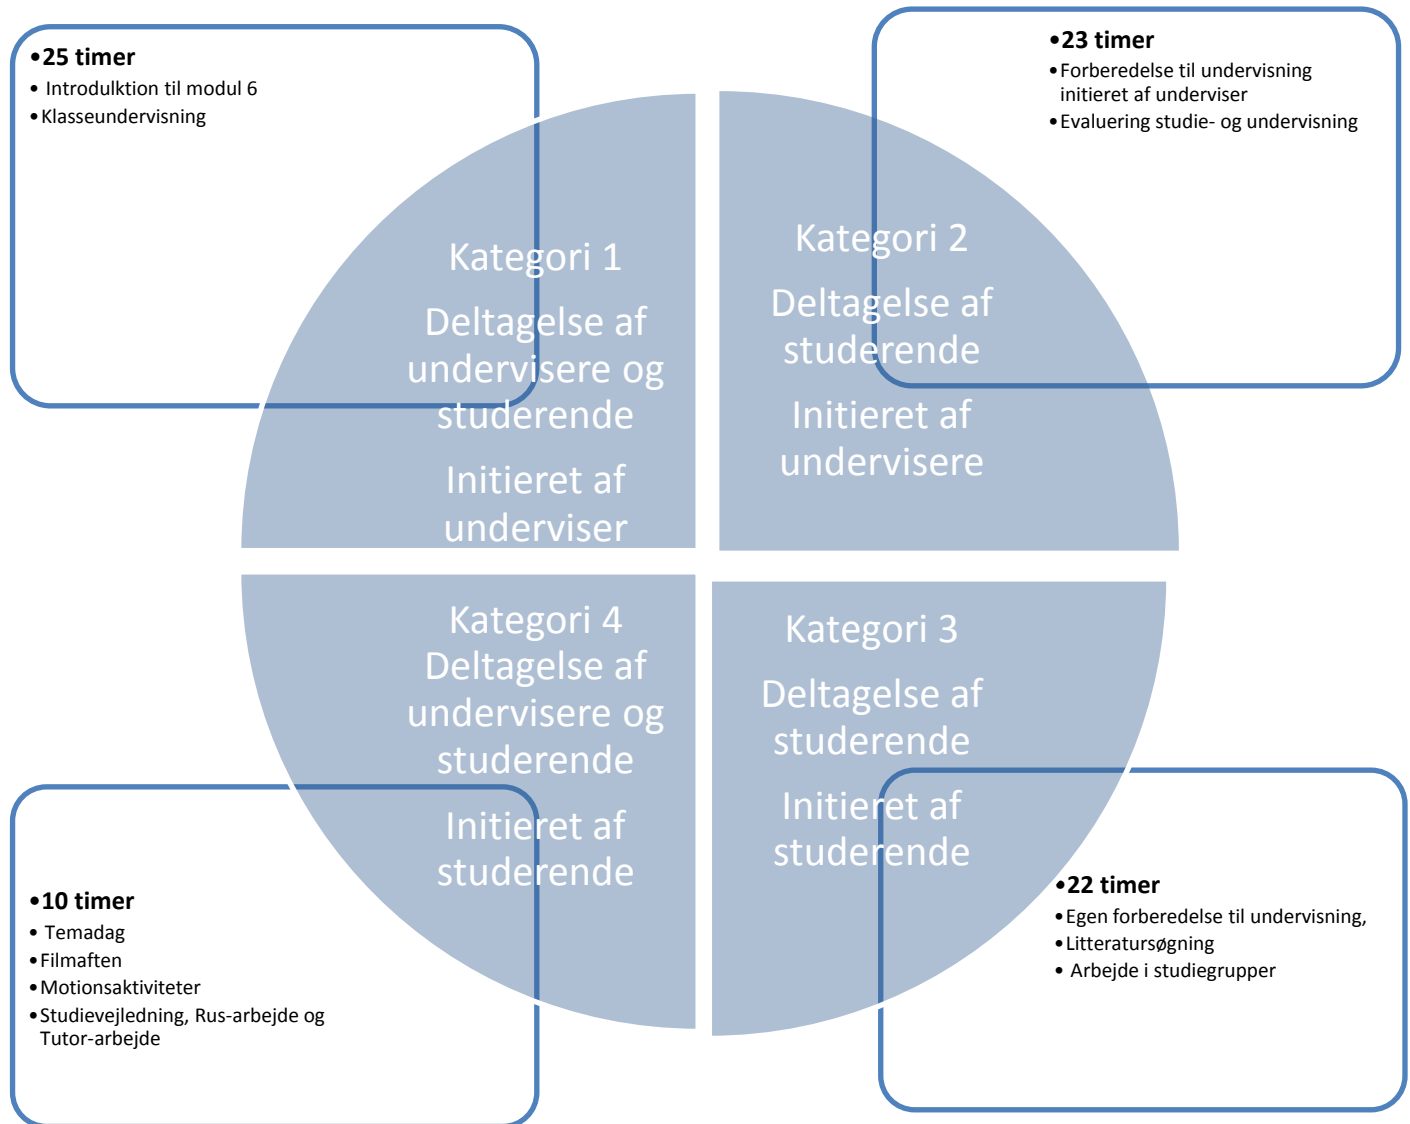 •25 timer
• Introdulktion til modul 6
•Klasseundervisning
•23 timer
•Forberedelse til undervisning
initieret af underviser
•Evaluering studie- og undervisning
Kategori 1
Deltagelse af
undervisere og
studerende
Initieret af
underviser
Kategori 2
Deltagelse af
studerende
Initieret af
undervisere
Kategori 4
Deltagelse af
undervisere og
studerende
Initieret af
studerende
Kategori 3
Deltagelse af
studerende
Initieret af
studerende
•10 timer
• Temadag
•Filmaften
•Motionsaktiviteter
•Studievejledning, Rus-arbejde og
Tutor-arbejde
•22 timer
•Egen forberedelse til undervisning,
•Litteratursøgning
• Arbejde i studiegrupper